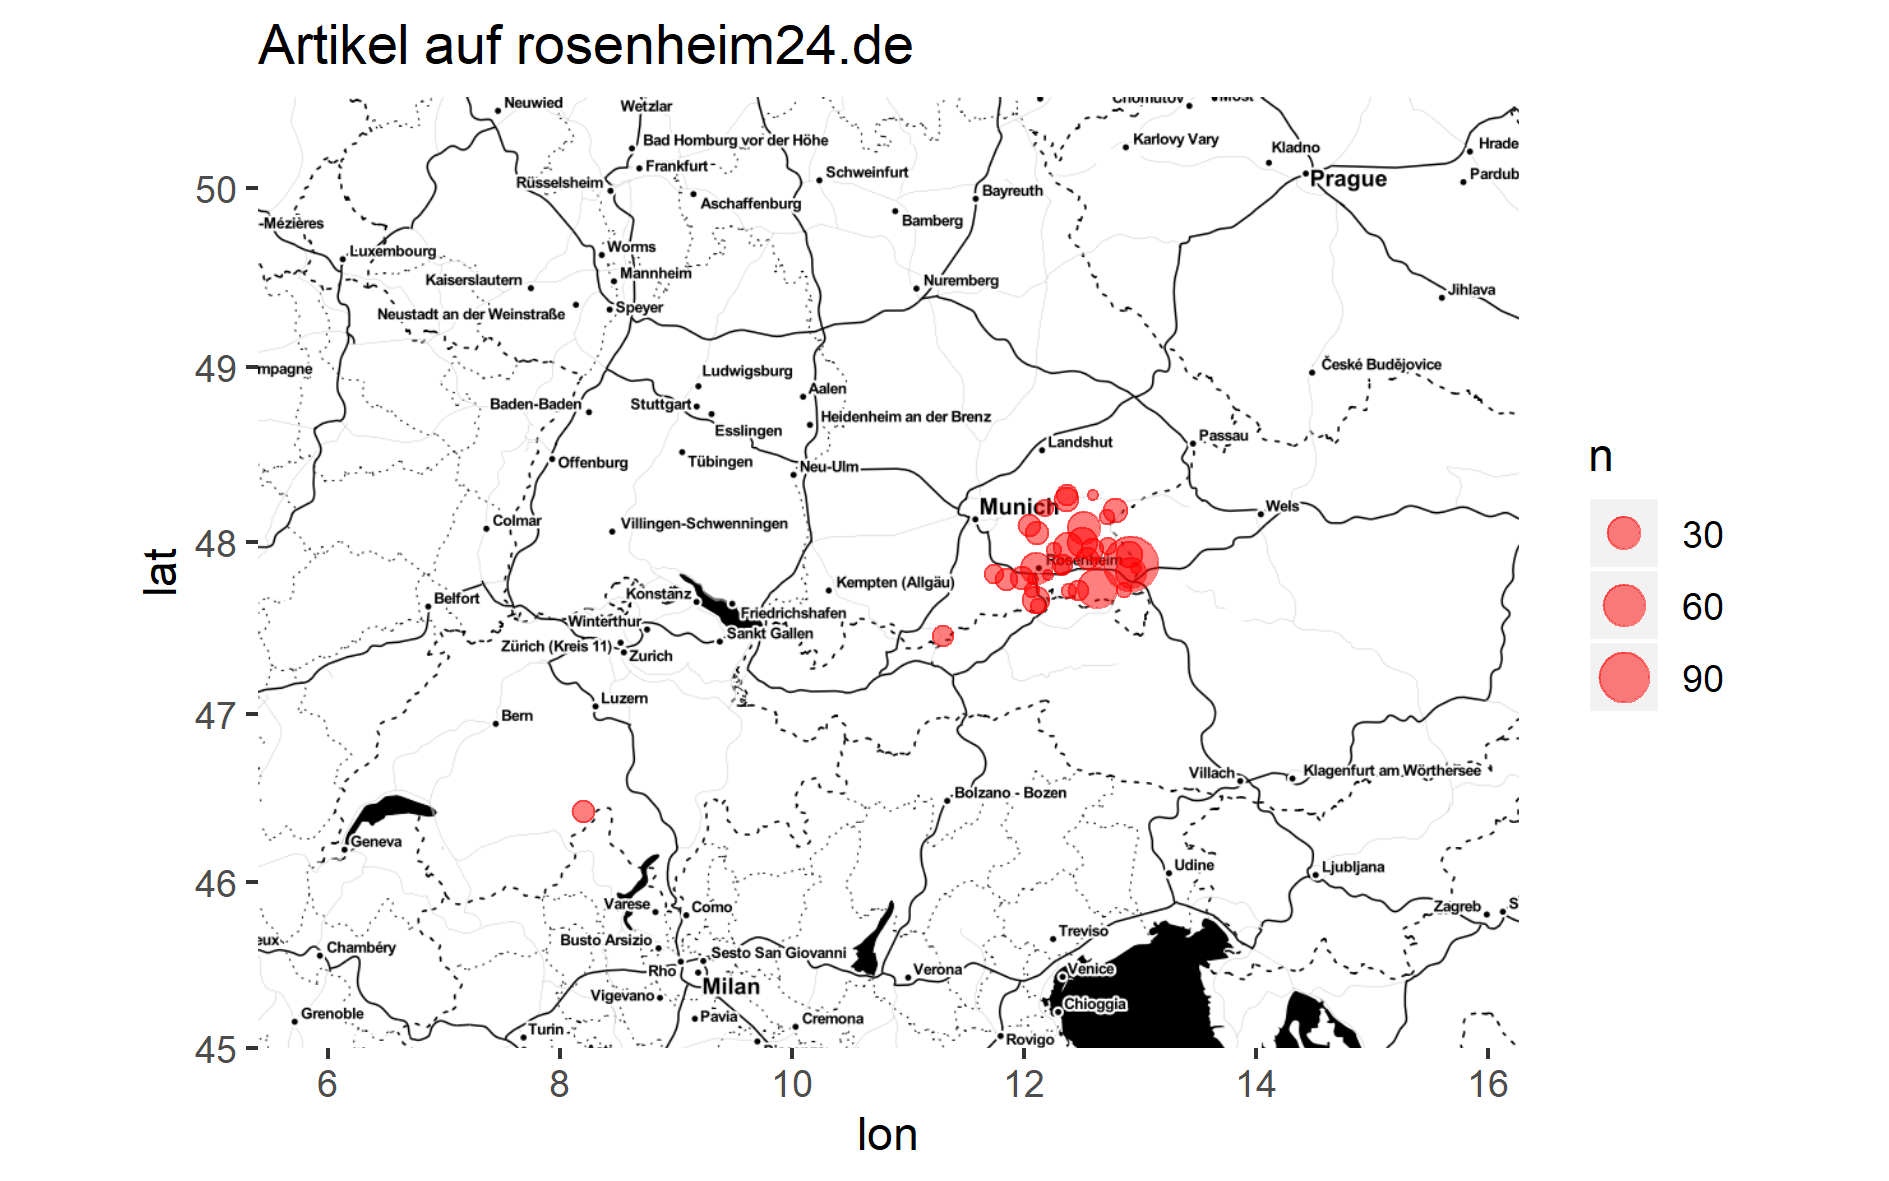 Artikel auf rosenheim24.de
Neuwied
Wetzlar
Chomutov
Most
Bad Homburg vor der Höhe
Karlovy Vary
Kladno
Hrade
Frankfurt
Schweinfurt
Prague
Pardub
Rüsselsheim
Aschaffenburg
Bayreuth
Bamberg
-Mézières
Luxembourg
Worms
Kaiserslautern
Mannheim
Nuremberg
Jihlava
Neustadt an der Weinstraße
Speyer
mpagne
Ludwigsburg
České Budějovice
Baden-Baden
Stuttgart
Aalen
Heidenheim an der Brenz
Esslingen
Landshut
Passau
Offenburg
Tübingen
Neu-Ulm
Munich
Wels
Colmar
Villingen-Schwenningen
Rosenheim
Kempten (Allgäu)
Belfort
Konstanz
Friedrichshafen
Winterthur
Sankt Gallen
Zürich (Kreis 11)
Zurich
Luzern
Bern
Villach
Klagenfurt am Wörthersee
Bolzano - Bozen
Geneva
Udine
Ljubljana
Varese
Como
Zagreb
S
eux
Chambéry
Busto Arsizio
Sesto San Giovanni
Treviso
Rho
Verona
Venice
Vigevano
Milan
Chioggia
Grenoble
Pavia
Cremona
Turin
Rovigo
50
49
48
47
46
45
lat
6
8
10
12
14
16
lon
n
30
60
90